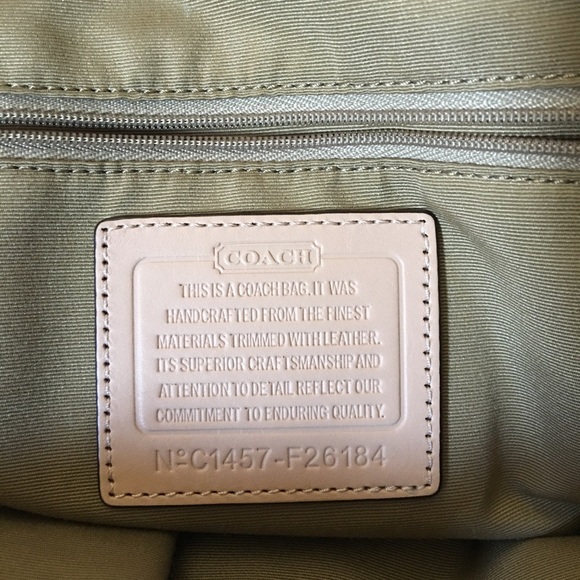 COACH
THIS IS A COACH BAG. IT WAS
HANDCRAFTED FROM THE FINEST
MATERIALS TRIMMED WITH LEATHER.
ITS SUPERIOR CRAFTSMANSHIP AND
ATTENTION TO DETAIL REFLECT OUR
COMMITMENT TO ENDURING QUALITY.
NºC1457-F26184